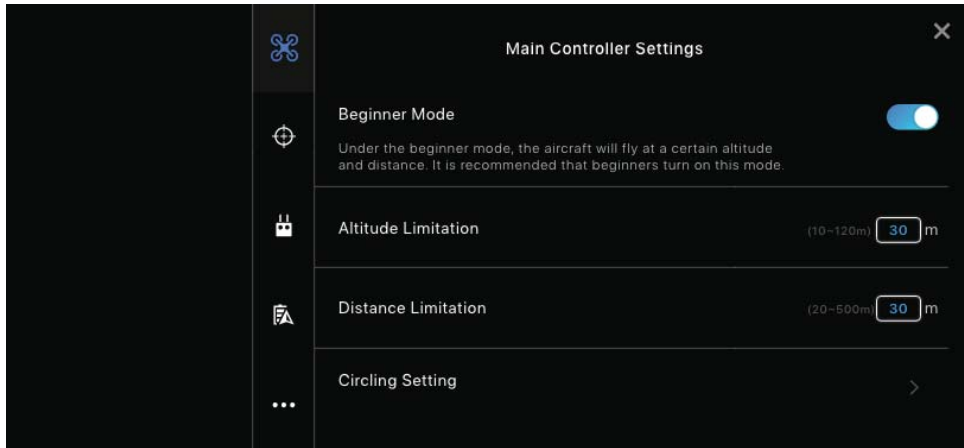 Main Controller Settings
Beginner Mode
Under the beginner mode, the aircraft will fly at a certain altitude
and distance. It is recommended that beginners turn on this mode.
Altitude Limitation (10~120m) 30 m
Distance Limitation (20~500m) 30 m
Circling Setting